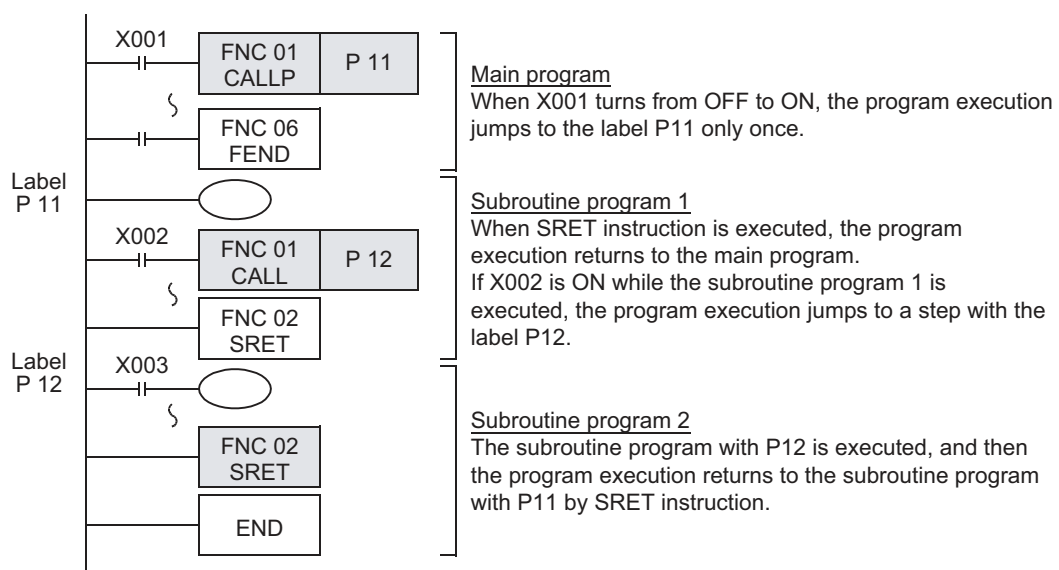 X001
FNC 01
CALLP
P 11
FNC 06
FEND
Main program
When X001 turns from OFF to ON, the program execution
jumps to the label P11 only once.
Label
P 11
X002
FNC 01
CALL
P 12
FNC 02
SRET
Subroutine program 1
When SRET instruction is executed, the program
execution returns to the main program.
If X002 is ON while the subroutine program 1 is
executed, the program execution jumps to a step with the
label P12.
Label
P 12
X003
FNC 02
SRET
END
Subroutine program 2
The subroutine program with P12 is executed, and then
the program execution returns to the subroutine program
with P11 by SRET instruction.